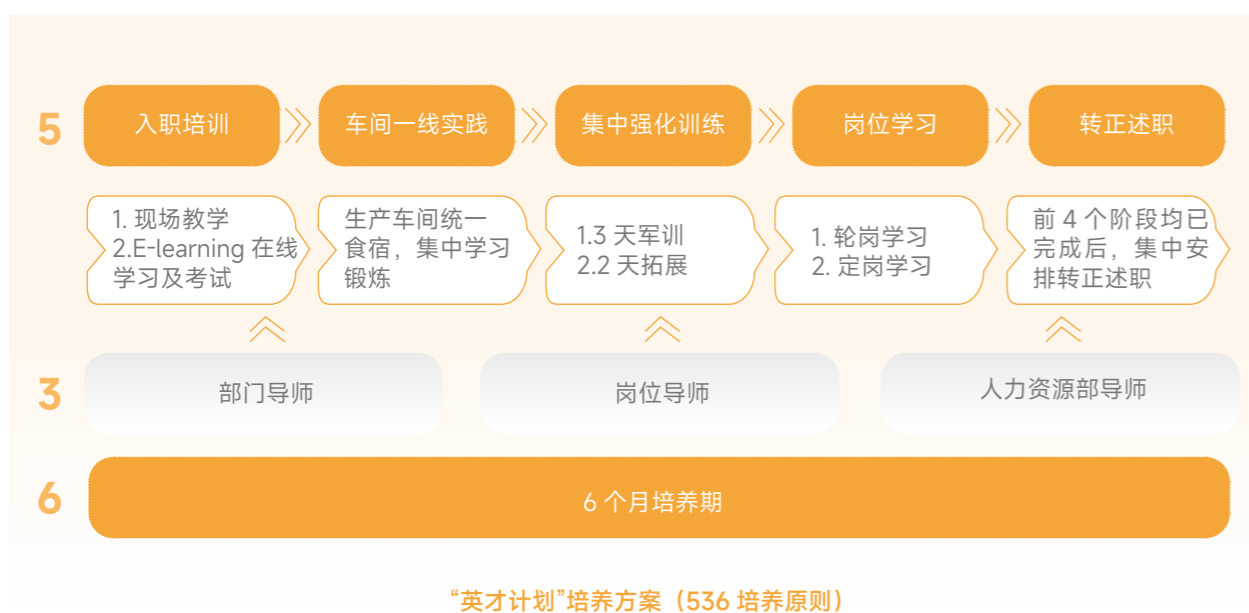 5
入职培训
车间一线实践
集中强化训练
岗位学习
转正述职
1. 现场教学
2.E-learning 在线
学习及考试
生产车间统一
食宿，集中学习
锻炼
1.3 天军训
2.2 天拓展
1. 轮岗学习
2. 定岗学习
前 4 个阶段均已
完成后，集中安
排转正述职
3
部门导师
岗位导师
人力资源部导师
6
6 个月培养期
“英才计划”培养方案（536 培养原则）